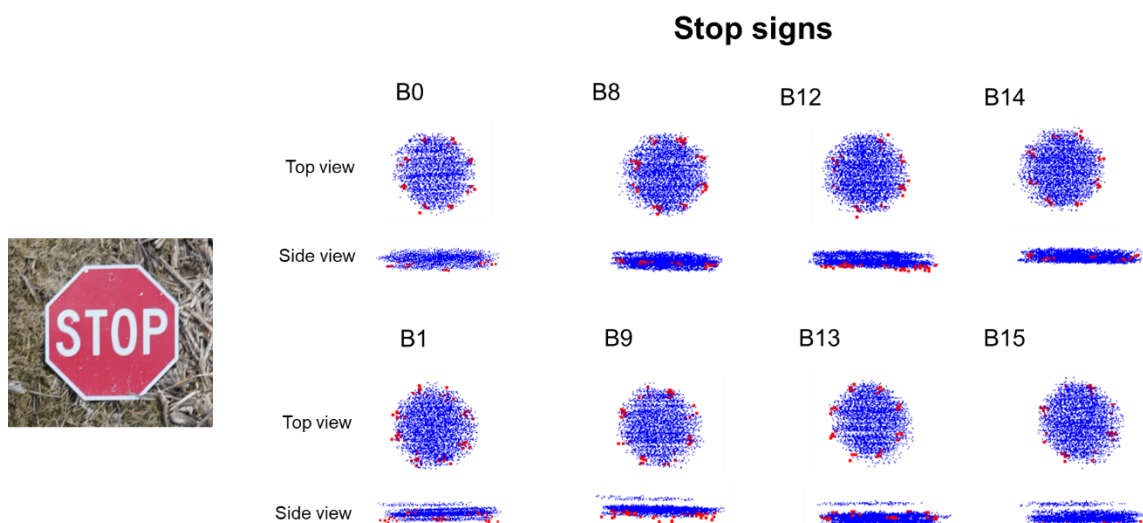 Stop signs
B0 B8 B12 B14
Top view
Side view
STOP
B1 B9 B13 B15
Top view
Side view